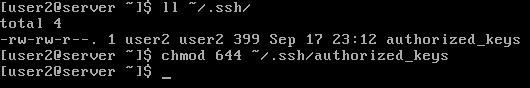 [user2@server ~]$ ll ~/.ssh/
total 4
-rw-rw-r--. 1 user2 user2 399 Sep 17 23:12 authorized_keys
[user2@server ~]$ chmod 644 ~/.ssh/authorized_keys
[user2@server ~]$ _